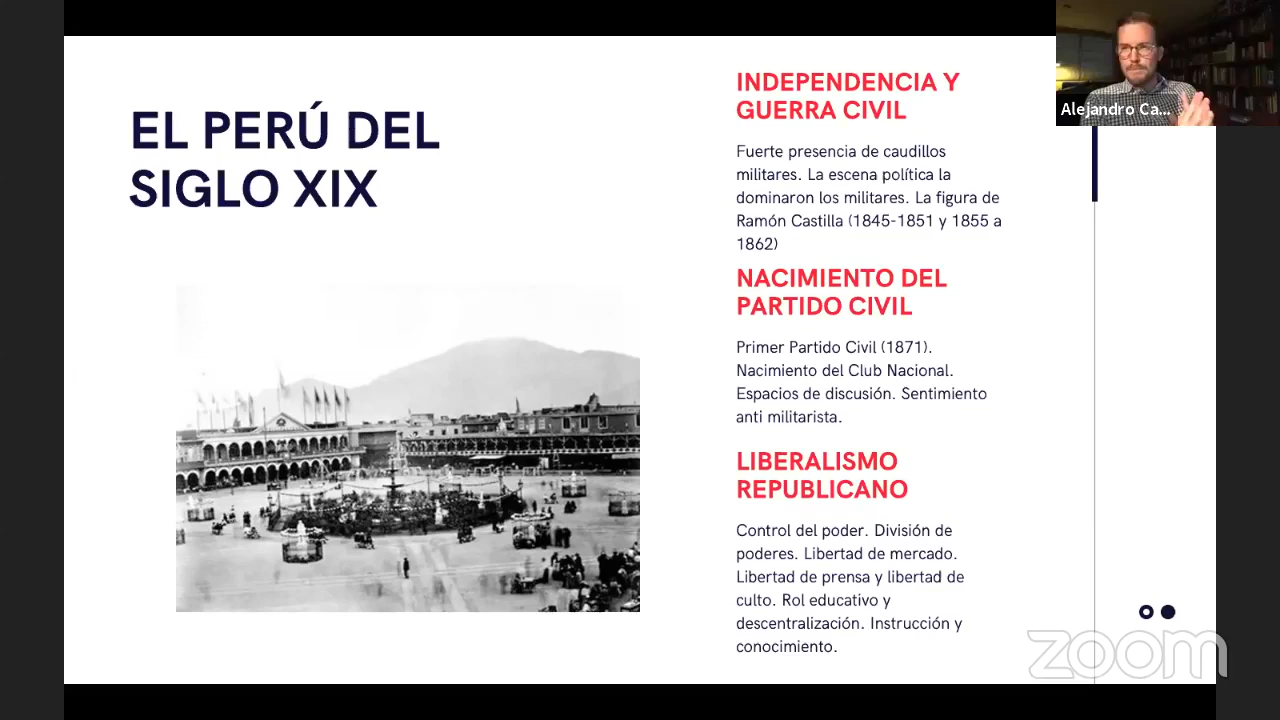 EL PERÚ DEL
SIGLO XIX
INDEPENDENCIA Y
GUERRA CIVIL
Fuerte presencia de caudillos
militares. La escena política la
dominaron los militares. La figura de
Ramón Castilla (1845-1851 y 1855 a
1862)
NACIMIENTO DEL
PARTIDO CIVIL
Primer Partido Civil (1871).
Nacimiento del Club Nacional.
Espacios de discusión. Sentimiento
anti militarista.
LIBERALISMO
REPUBLICANO
Control del poder. División de
poderes. Libertad de mercado.
Libertad de prensa y libertad de
culto. Rol educativo y
descentralización. Instrucción y
conocimiento.
Alejandro Ca...
zoom